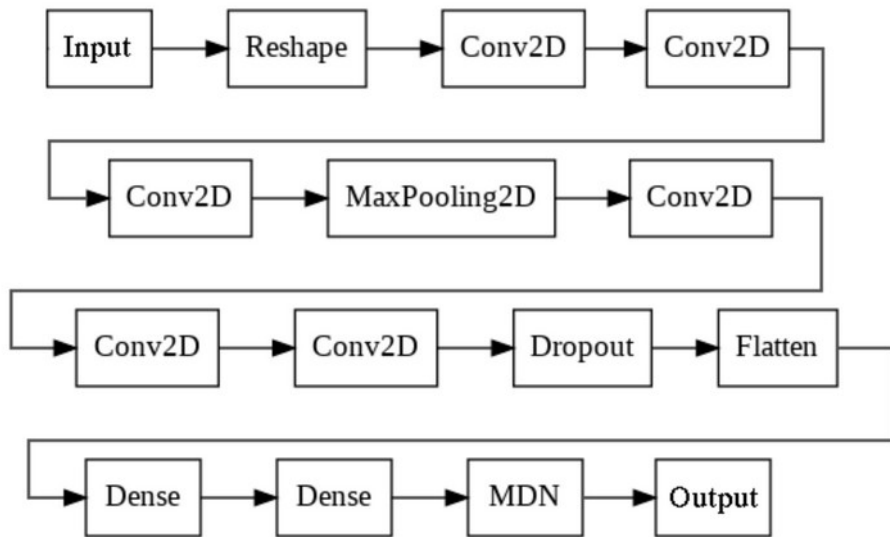 Input Reshape Conv2D Conv2D
Conv2D MaxPooling2D Conv2D
Conv2D Conv2D Dropout Flatten
Dense Dense MDN Output